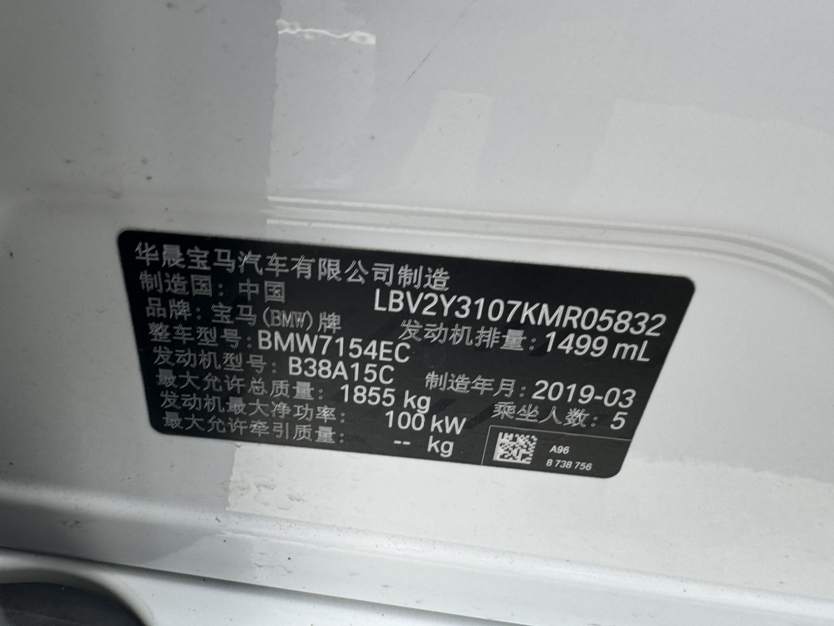 华晨宝马汽车有限公司制造
制造国：中国
LBV2Y3107KMR05832
品牌：宝马(BMW)牌
发动机排量：1499 mL
整车型号：BMW7154EC
发动机型号：B38A15C
制造年月：2019-03
最大允许总质量：1855 kg
乘坐人数：5
发动机最大净功率：100 kW
最大允许牵引质量：-- kg
A96
8 738 756